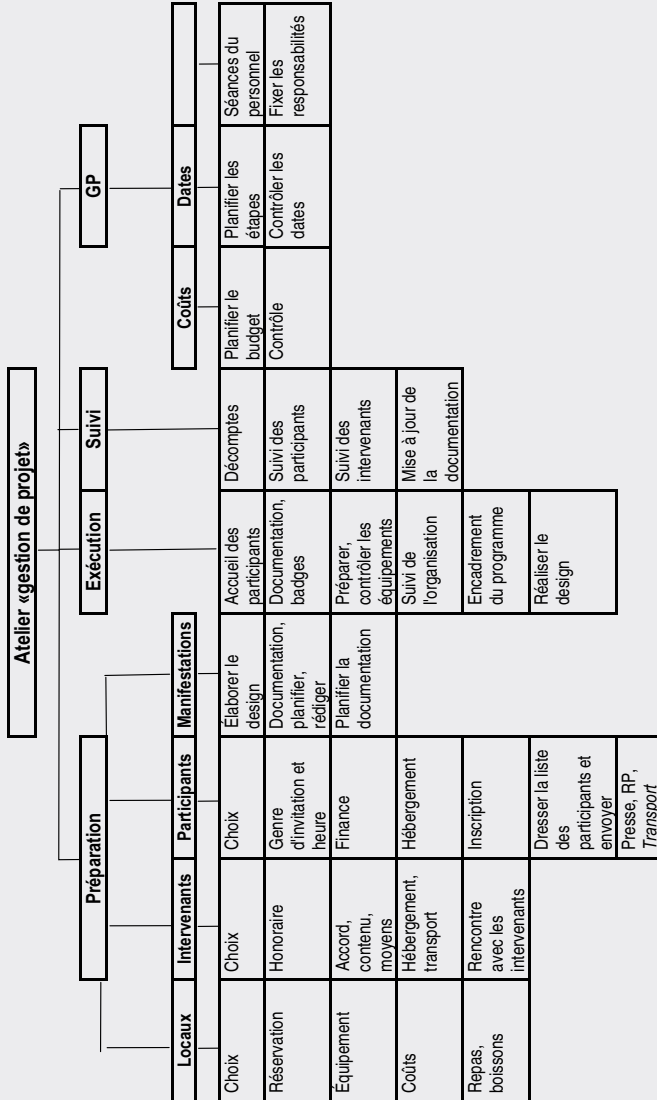 Atelier «gestion de projet»
Préparation
Exécution
Suivi
GP
Locaux
Intervenants
Participants
Manifestations
Coûts
Dates
Choix
Réservation
Équipement
Coûts
Repas,
boissons
Choix
Honoraire
Accord,
contenu,
moyens
Hébergement,
transport
Rencontre
avec les
intervenants
Choix
Genre
d'invitation et
heure
Finance
Hébergement
Inscription
Dresser la liste
des
participants et
envoyer
Presse, RP,
Transport
Élaborer le
design
Documentation,
planifier,
rédiger
Planifier la
documentation
Accueil des
participants
Documentation,
badges
Préparer,
contrôler les
équipements
Suivi de
l'organisation
Encadrement
du programme
Réaliser le
design
Décomptes
Suivi des
participants
Suivi des
intervenants
Mise à jour de
la
documentation
Planifier le
budget
Contrôle
Planifier les
étapes
Contrôler les
dates
Séances du
personnel
Fixer les
responsabilités